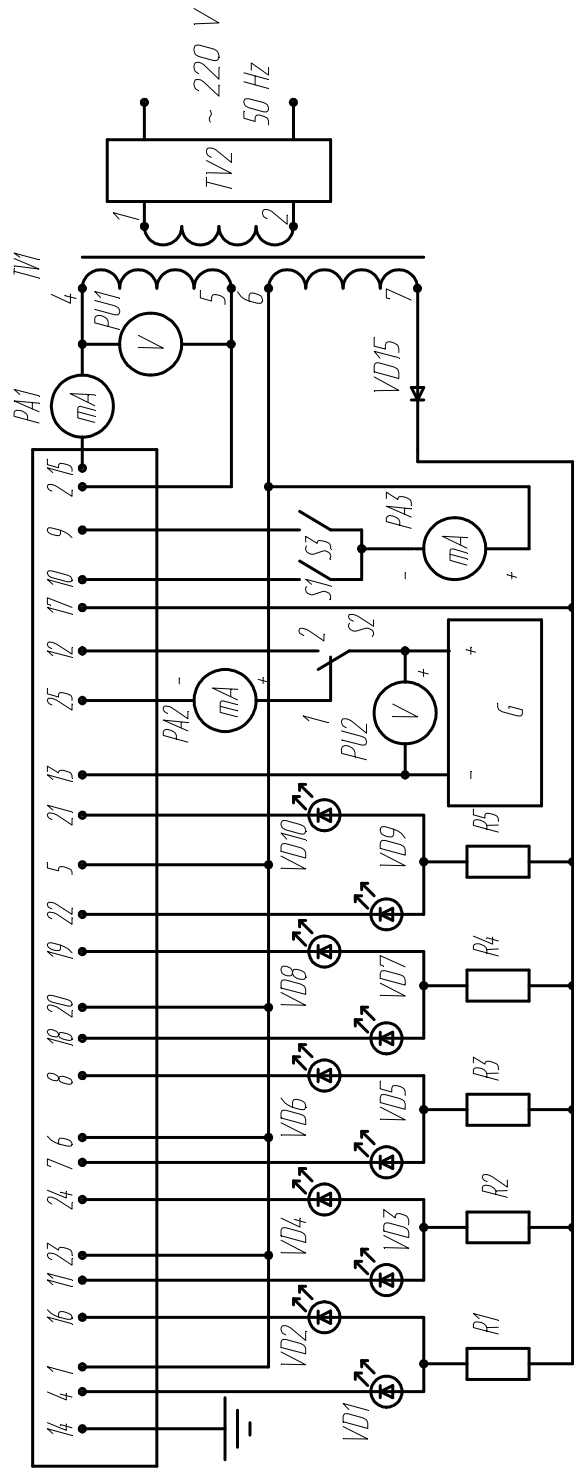 TV1
4
5
6
7
1
2
TV2
~ 220 V
50 Hz
PA1
mA
PU1
V
VD15
15
2
9
10
17
12
25
13
21
5
22
19
20
18
8
6
7
24
23
11
16
1
4
14
S1
S3
PA3
mA
-
+
PA2
mA
-
+
1
2
S2
PU2
V
+
G
-
+
VD10
VD9
VD8
VD7
VD6
VD5
VD4
VD3
VD2
VD1
R5
R4
R3
R2
R1